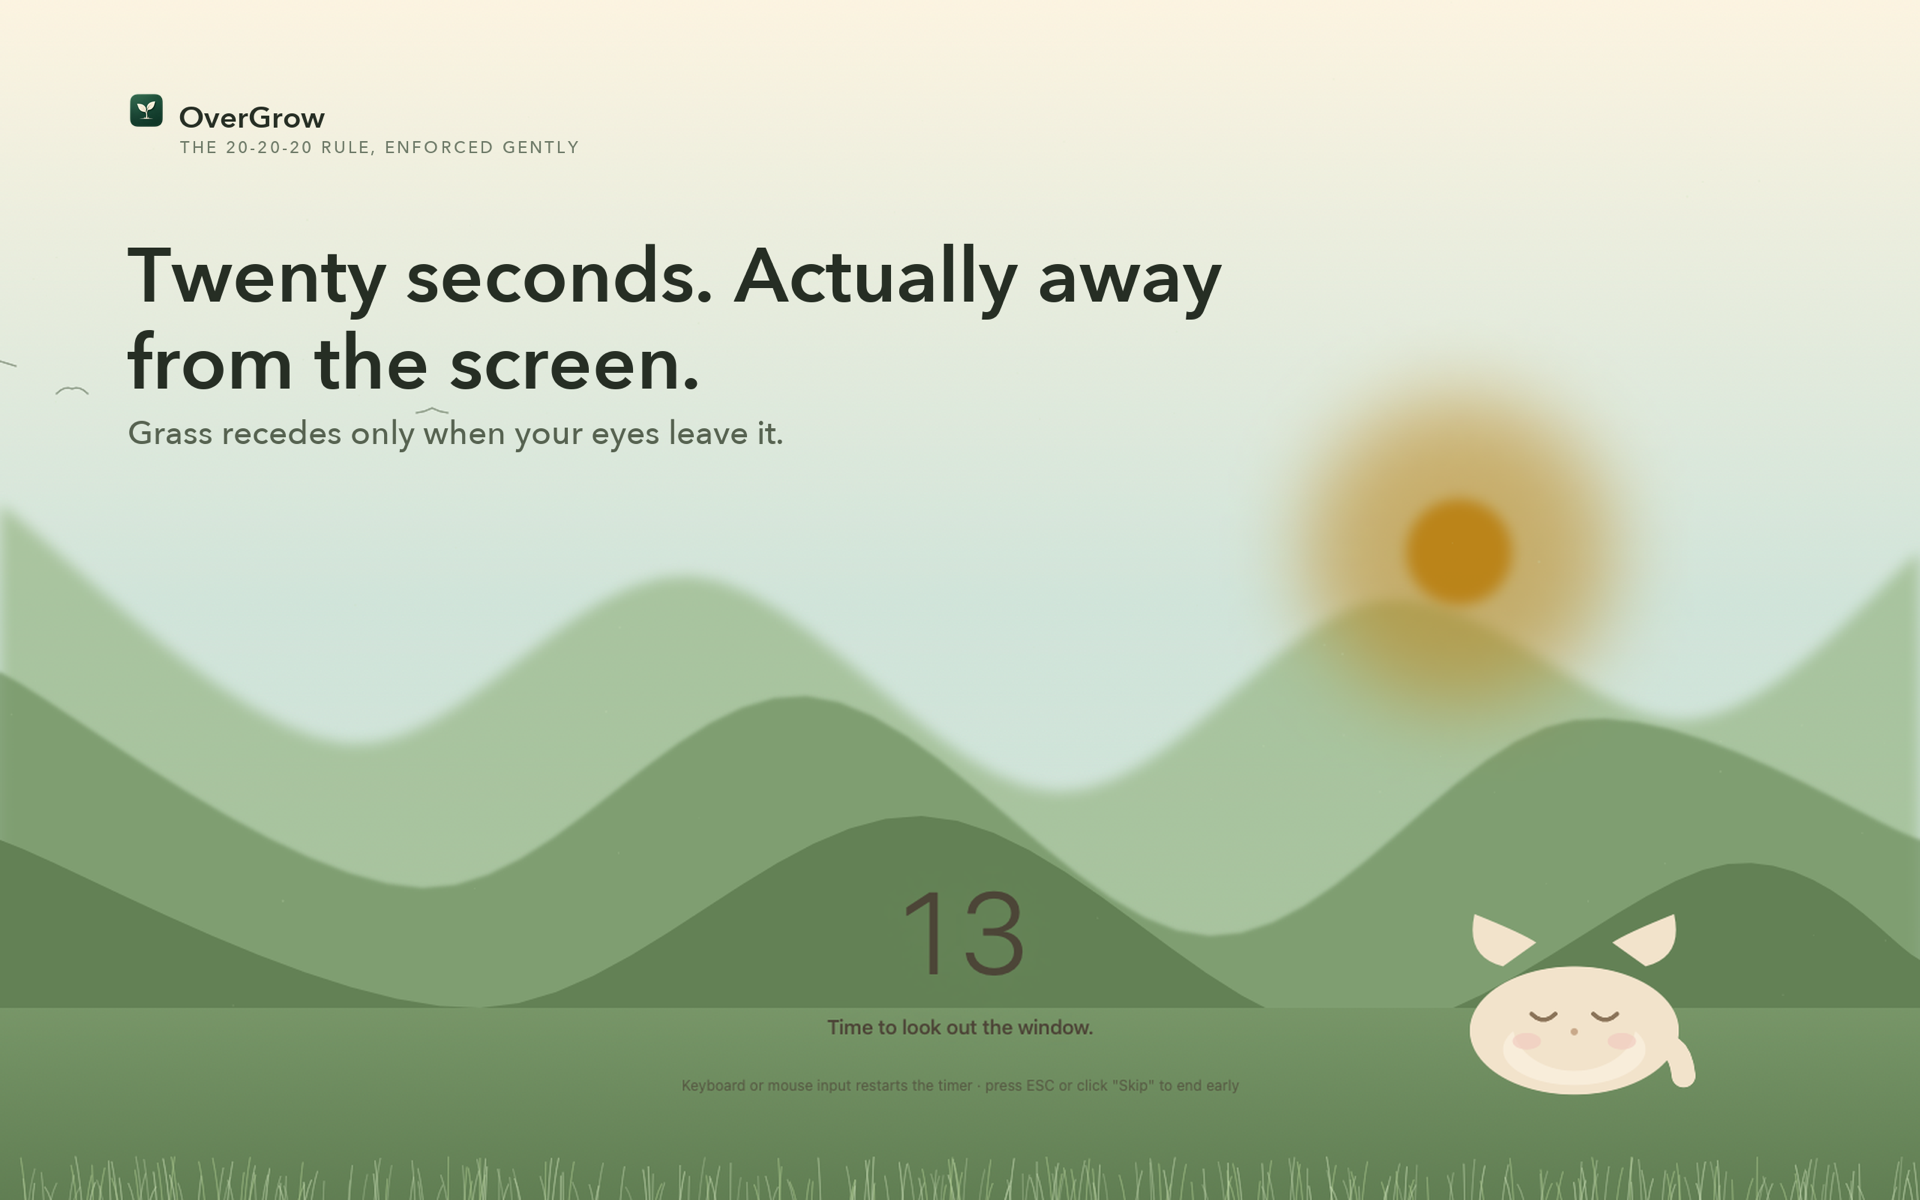 OverGrow
THE 20-20-20 RULE, ENFORCED GENTLY
Twenty seconds. Actually away
from the screen.
Grass recedes only when your eyes leave it.
13
Time to look out the window.
Keyboard or mouse input restarts the timer · press ESC or click "Skip" to end early